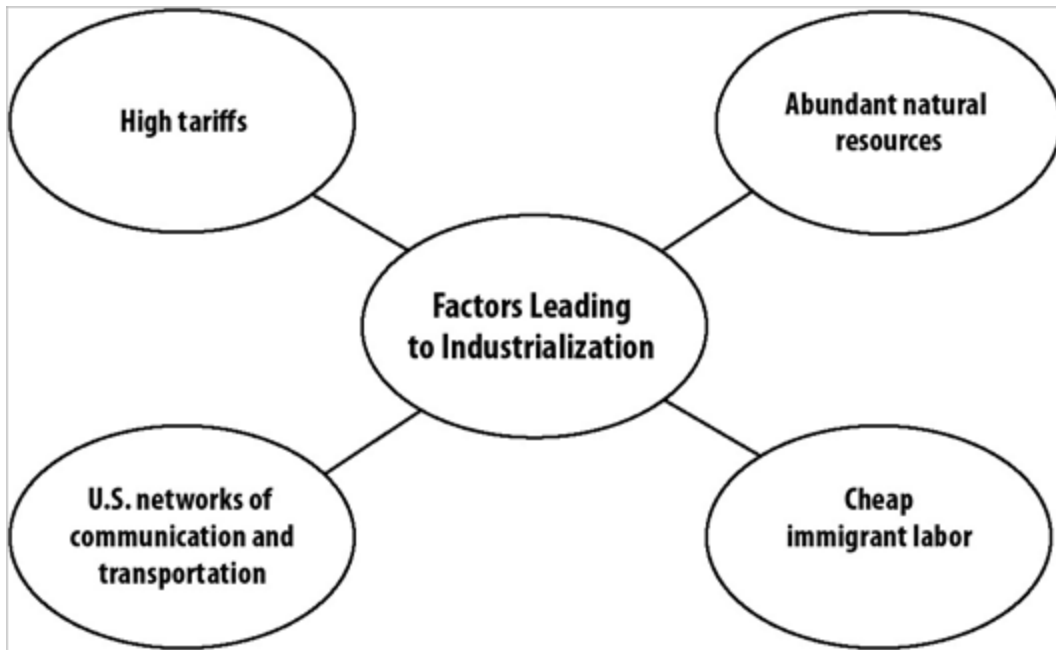 High tariffs
Abundant natural
resources
Factors Leading
to Industrialization
U.S. networks of
communication and
transportation
Cheap
immigrant labor